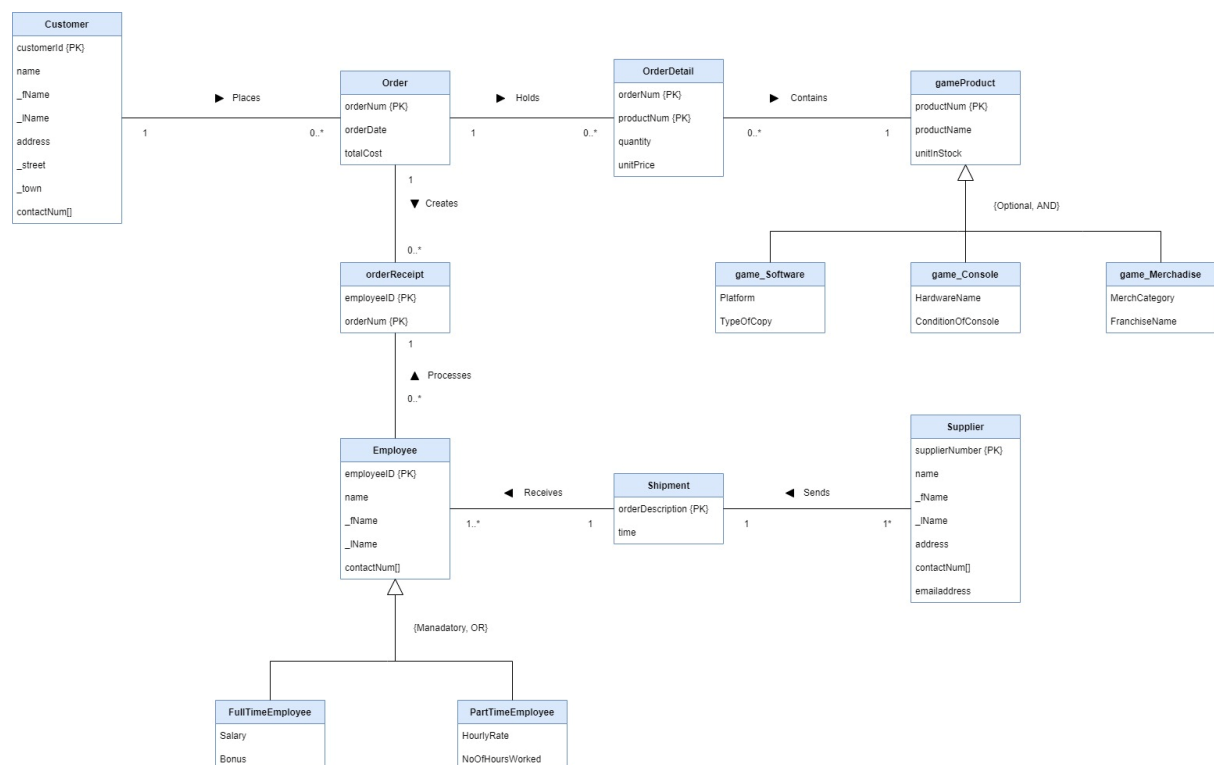 Customer
customerId {PK}
name
_fName
_lName
address
_street
_town
contactNum[]
▶ Places
1
0..*
Order
orderNum {PK}
orderDate
totalCost
▶ Holds
1
0..*
OrderDetail
orderNum {PK}
productNum {PK}
quantity
unitPrice
▶ Contains
0..*
1
gameProduct
productNum {PK}
productName
unitInStock
{Optional, AND}
game_Software
Platform
TypeOfCopy
game_Console
HardwareName
ConditionOfConsole
game_Merchadise
MerchCategory
FranchiseName
1
▼ Creates
0..*
orderReceipt
employeeID {PK}
orderNum {PK}
1
▲ Processes
0..*
Employee
employeeID {PK}
name
_fName
_lName
contactNum[]
◀ Receives
1..*
1
Shipment
orderDescription {PK}
time
◀ Sends
1
1*
Supplier
supplierNumber {PK}
name
_fName
_lName
address
contactNum[]
emailaddress
{Manadatory, OR}
FullTimeEmployee
Salary
Bonus
PartTimeEmployee
HourlyRate
NoOfHoursWorked